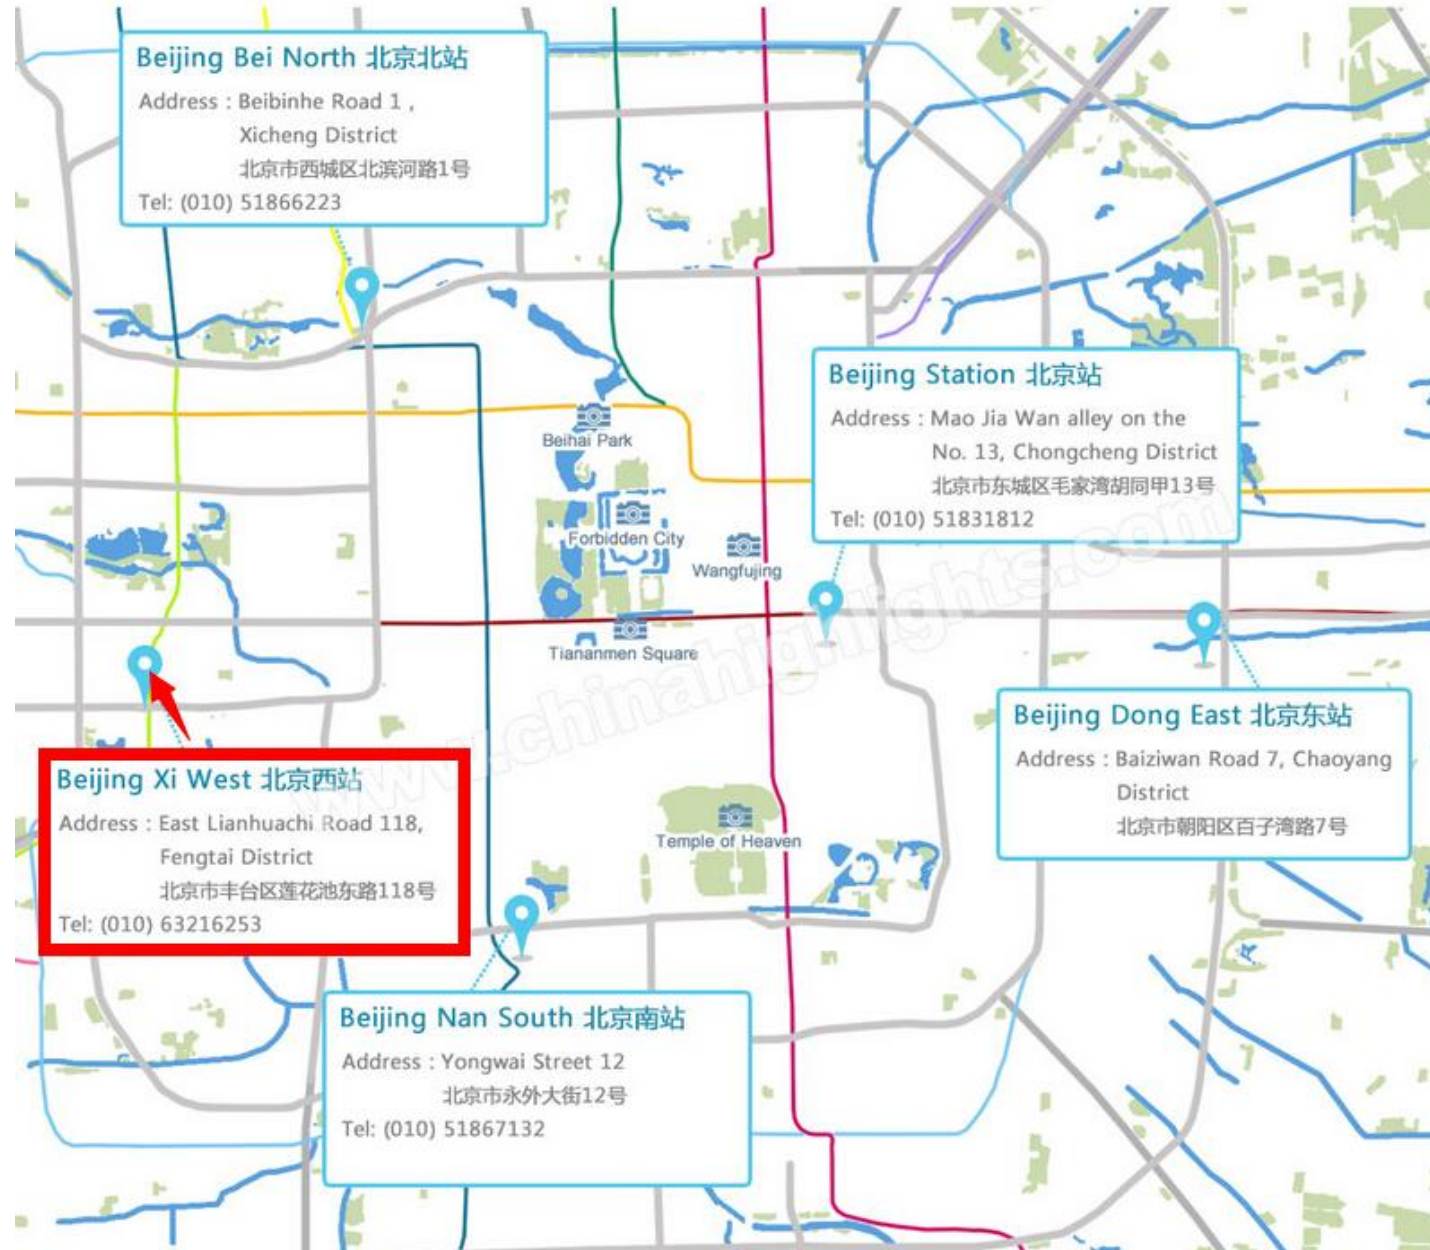 Beijing Bei North 北京北站
Address : Beibinhe Road 1 ,
Xicheng District
北京市西城区北滨河路1号
Tel: (010) 51866223
Beijing Station 北京站
Address : Mao Jia Wan alley on the
No. 13, Chongcheng District
北京市东城区毛家湾胡同甲13号
Tel: (010) 51831812
Beihai Park
Forbidden City
Wangfujing
Tiananmen Square
www.chinahighlights.com
Beijing Dong East 北京东站
Address : Baiziwan Road 7, Chaoyang
District
北京市朝阳区百子湾路7号
Beijing Xi West 北京西站
Address : East Lianhuachi Road 118,
Fengtai District
北京市丰台区莲花池东路118号
Tel: (010) 63216253
Temple of Heaven
Beijing Nan South 北京南站
Address : Yongwai Street 12
北京市永外大街12号
Tel: (010) 51867132